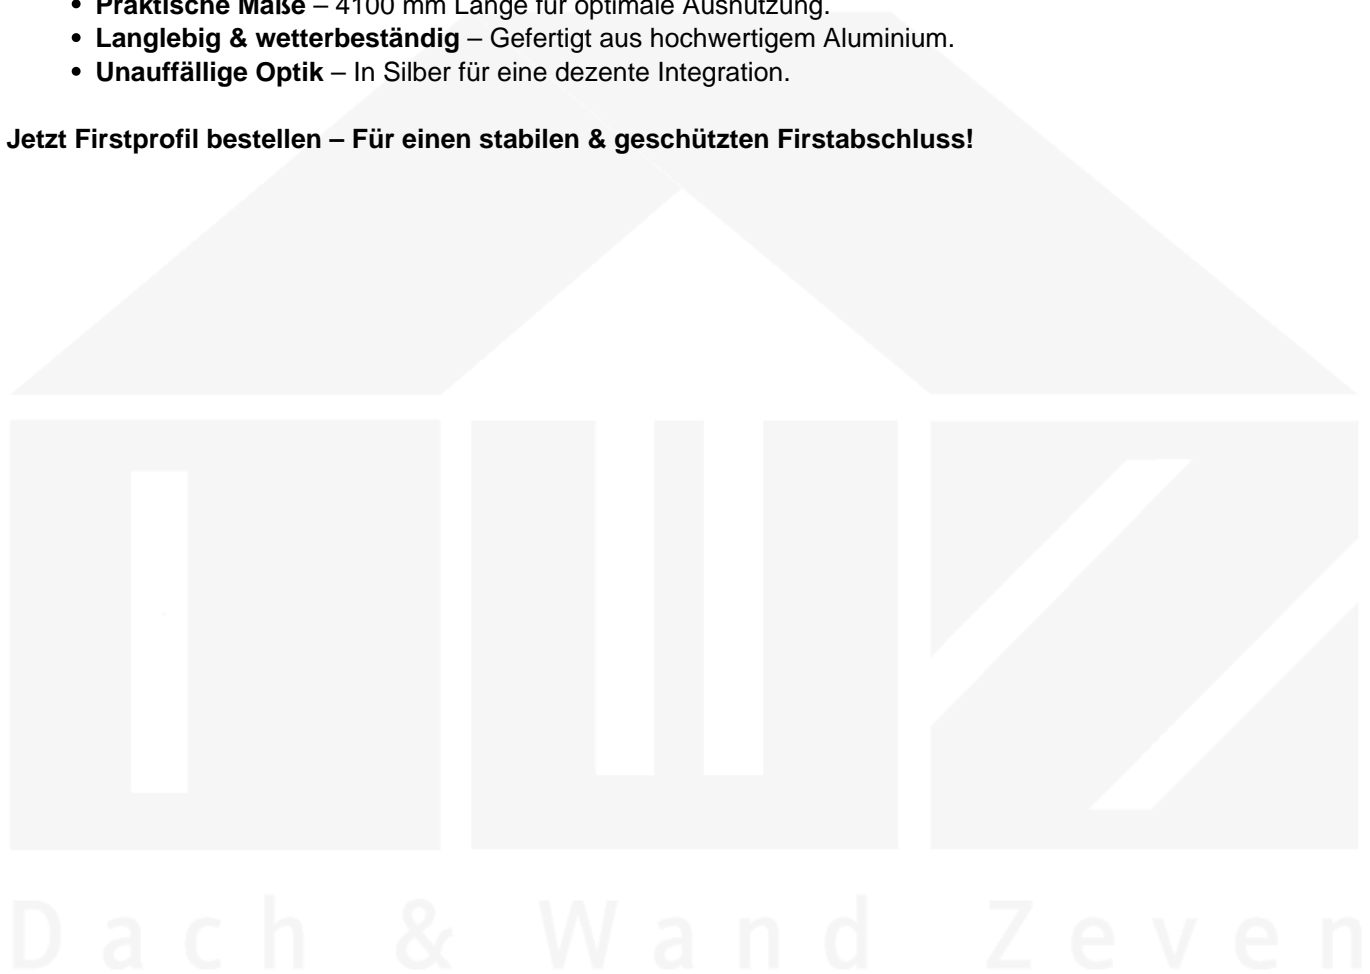 • Praktische Maße – 4100 mm Länge für optimale Ausnutzung.
• Langlebig & wetterbeständig – Gefertigt aus hochwertigem Aluminium.
• Unauffällige Optik – In Silber für eine dezente Integration.
Jetzt Firstprofil bestellen – Für einen stabilen & geschützten Firstabschluss!
Dach & Wand Zeven